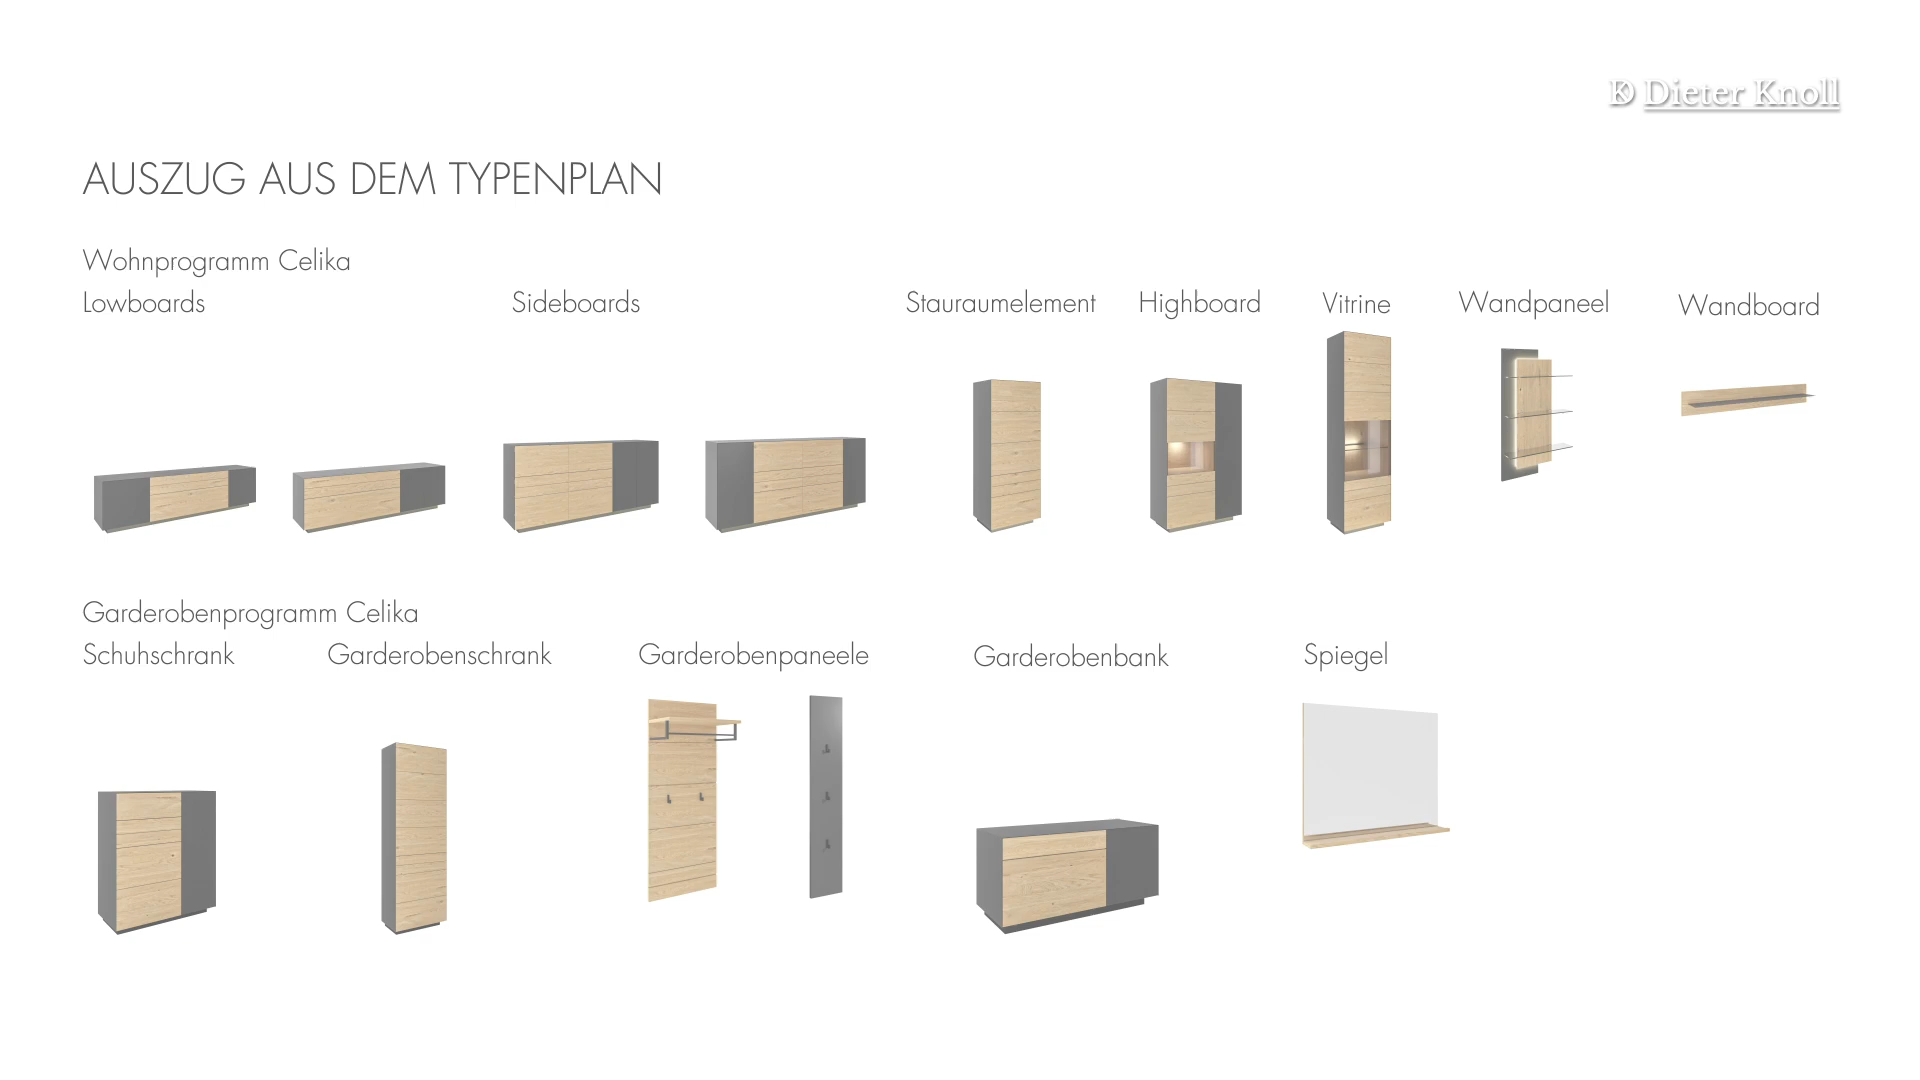 DK Dieter Knoll
AUSZUG AUS DEM TYPENPLAN
Wohnprogramm Celika
Lowboards Sideboards Stauraumelement Highboard Vitrine Wandpaneel Wandboard
Garderobenprogramm Celika
Schuhschrank Garderobenschrank Garderobenpaneele Garderobenbank Spiegel